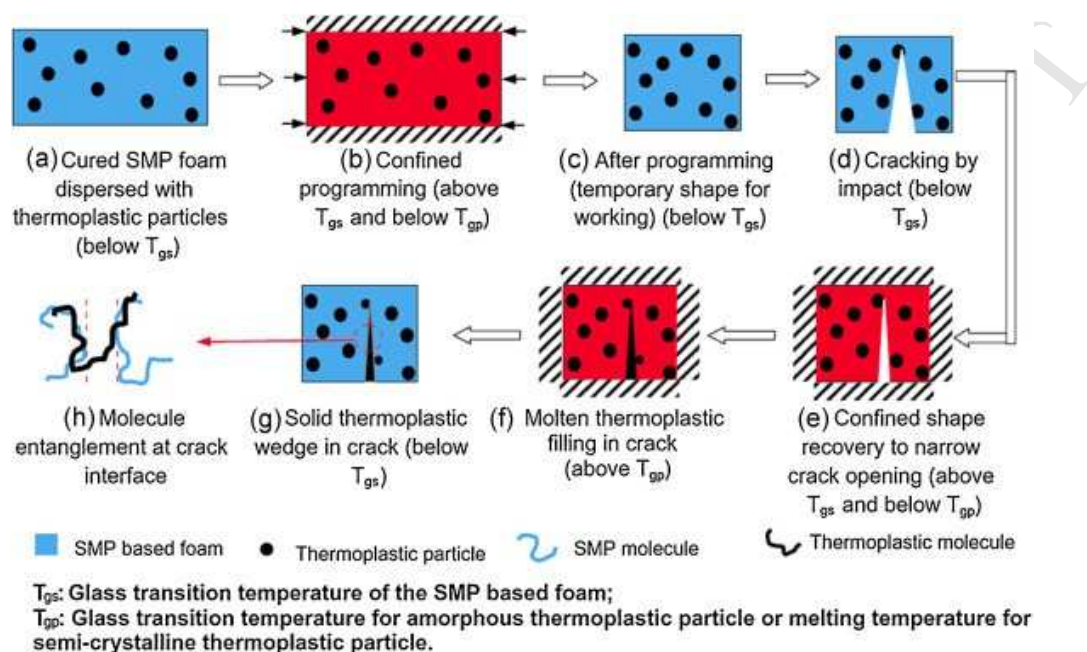 (a) Cured SMP foam
dispersed with
thermoplastic particles
(below Tgs)
(b) Confined
programming (above
Tgs and below Tgp)
(c) After programming
(temporary shape for
working) (below Tgs)
(d) Cracking by
impact (below
Tgs)
(h) Molecule
entanglement at crack
interface
(g) Solid thermoplastic
wedge in crack (below
Tgs)
(f) Molten thermoplastic
filling in crack
(above Tgp)
(e) Confined shape
recovery to narrow
crack opening (above
Tgs and below Tgp)
SMP based foam
Thermoplastic particle
SMP molecule
Thermoplastic molecule
Tgs: Glass transition temperature of the SMP based foam;
Tgp: Glass transition temperature for amorphous thermoplastic particle or melting temperature for
semi-crystalline thermoplastic particle.